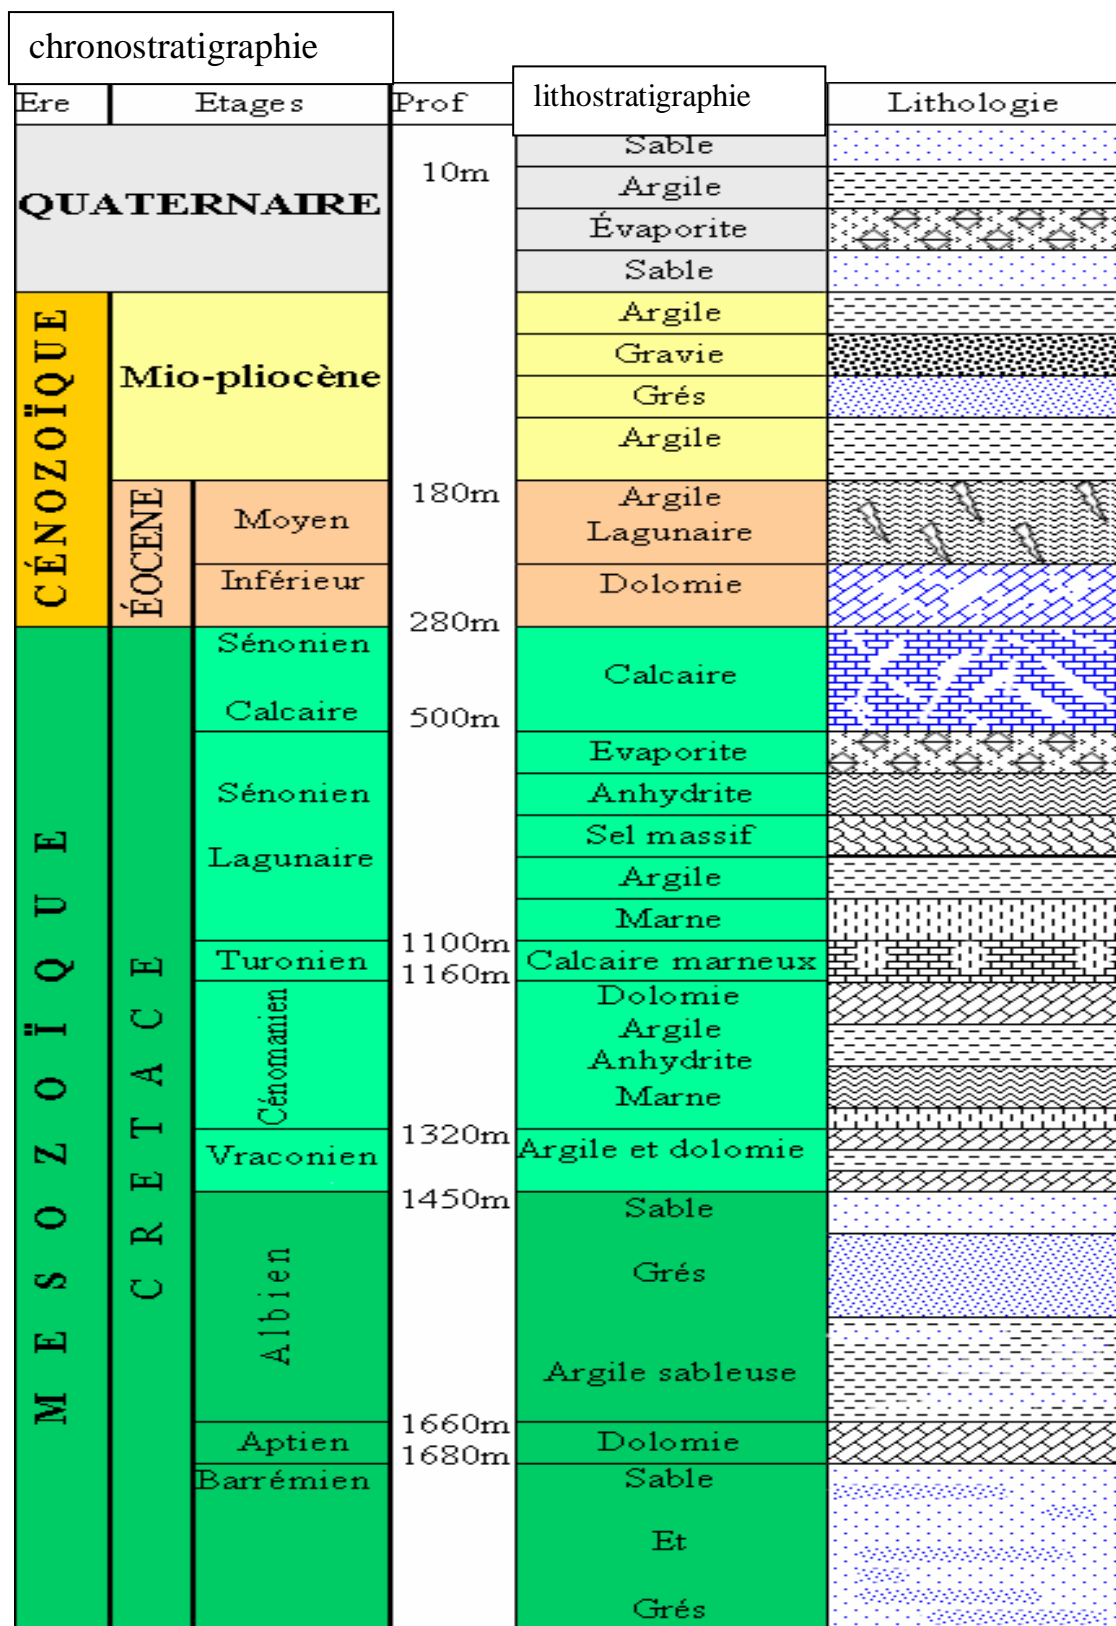 chronostratigraphie
Ere Etages Prof lithostratigraphie Lithologie
QUATERNAIRE
10m
Sable
Argile
Évaporite
Sable
CÉNOZOÏQUE
Mio-pliocène
Argile
Gravie
Grés
Argile
180m
ÉOCENE
Moyen
Argile
Lagunaire
Inférieur
Dolomie
280m
MESOZOÏQUE
CRETACE
Sénonien
Calcaire
Calcaire
500m
Sénonien
Lagunaire
Evaporite
Anhydrite
Sel massif
Argile
Marne
1100m
Turonien
Calcaire marneux
1160m
Cénomanien
Dolomie
Argile
Anhydrite
Marne
1320m
Vraconien
Argile et dolomie
1450m
Albien
Sable
Grés
Argile sableuse
1660m
Aptien
Dolomie
1680m
Barrémien
Sable
Et
Grés